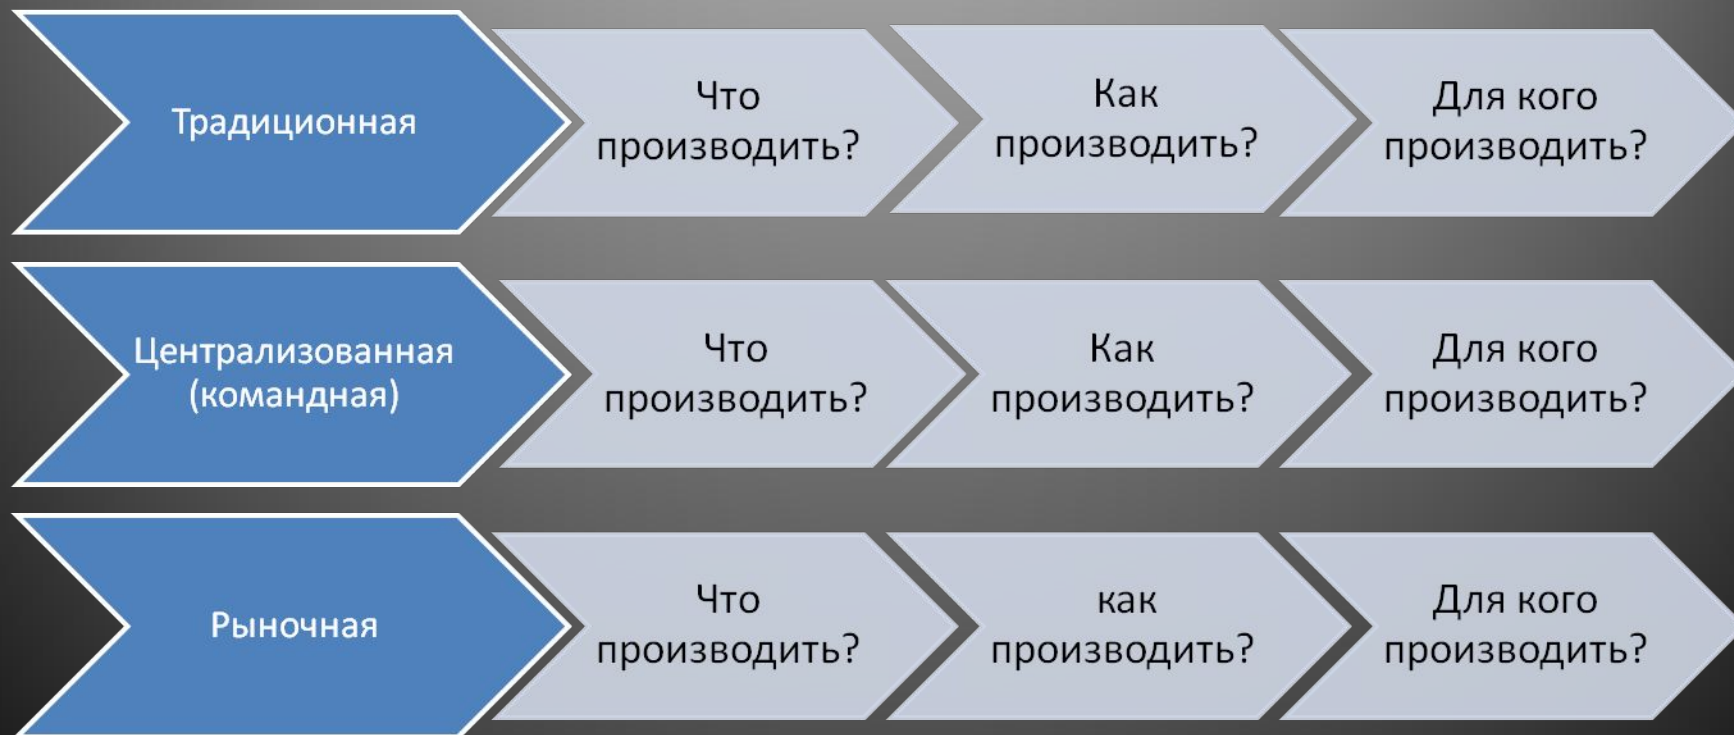 Традиционная
Что
производить?
Как
производить?
Для кого
производить?
Централизованная
(командная)
Что
производить?
Как
производить?
Для кого
производить?
Рыночная
Что
производить?
как
производить?
Для кого
производить?